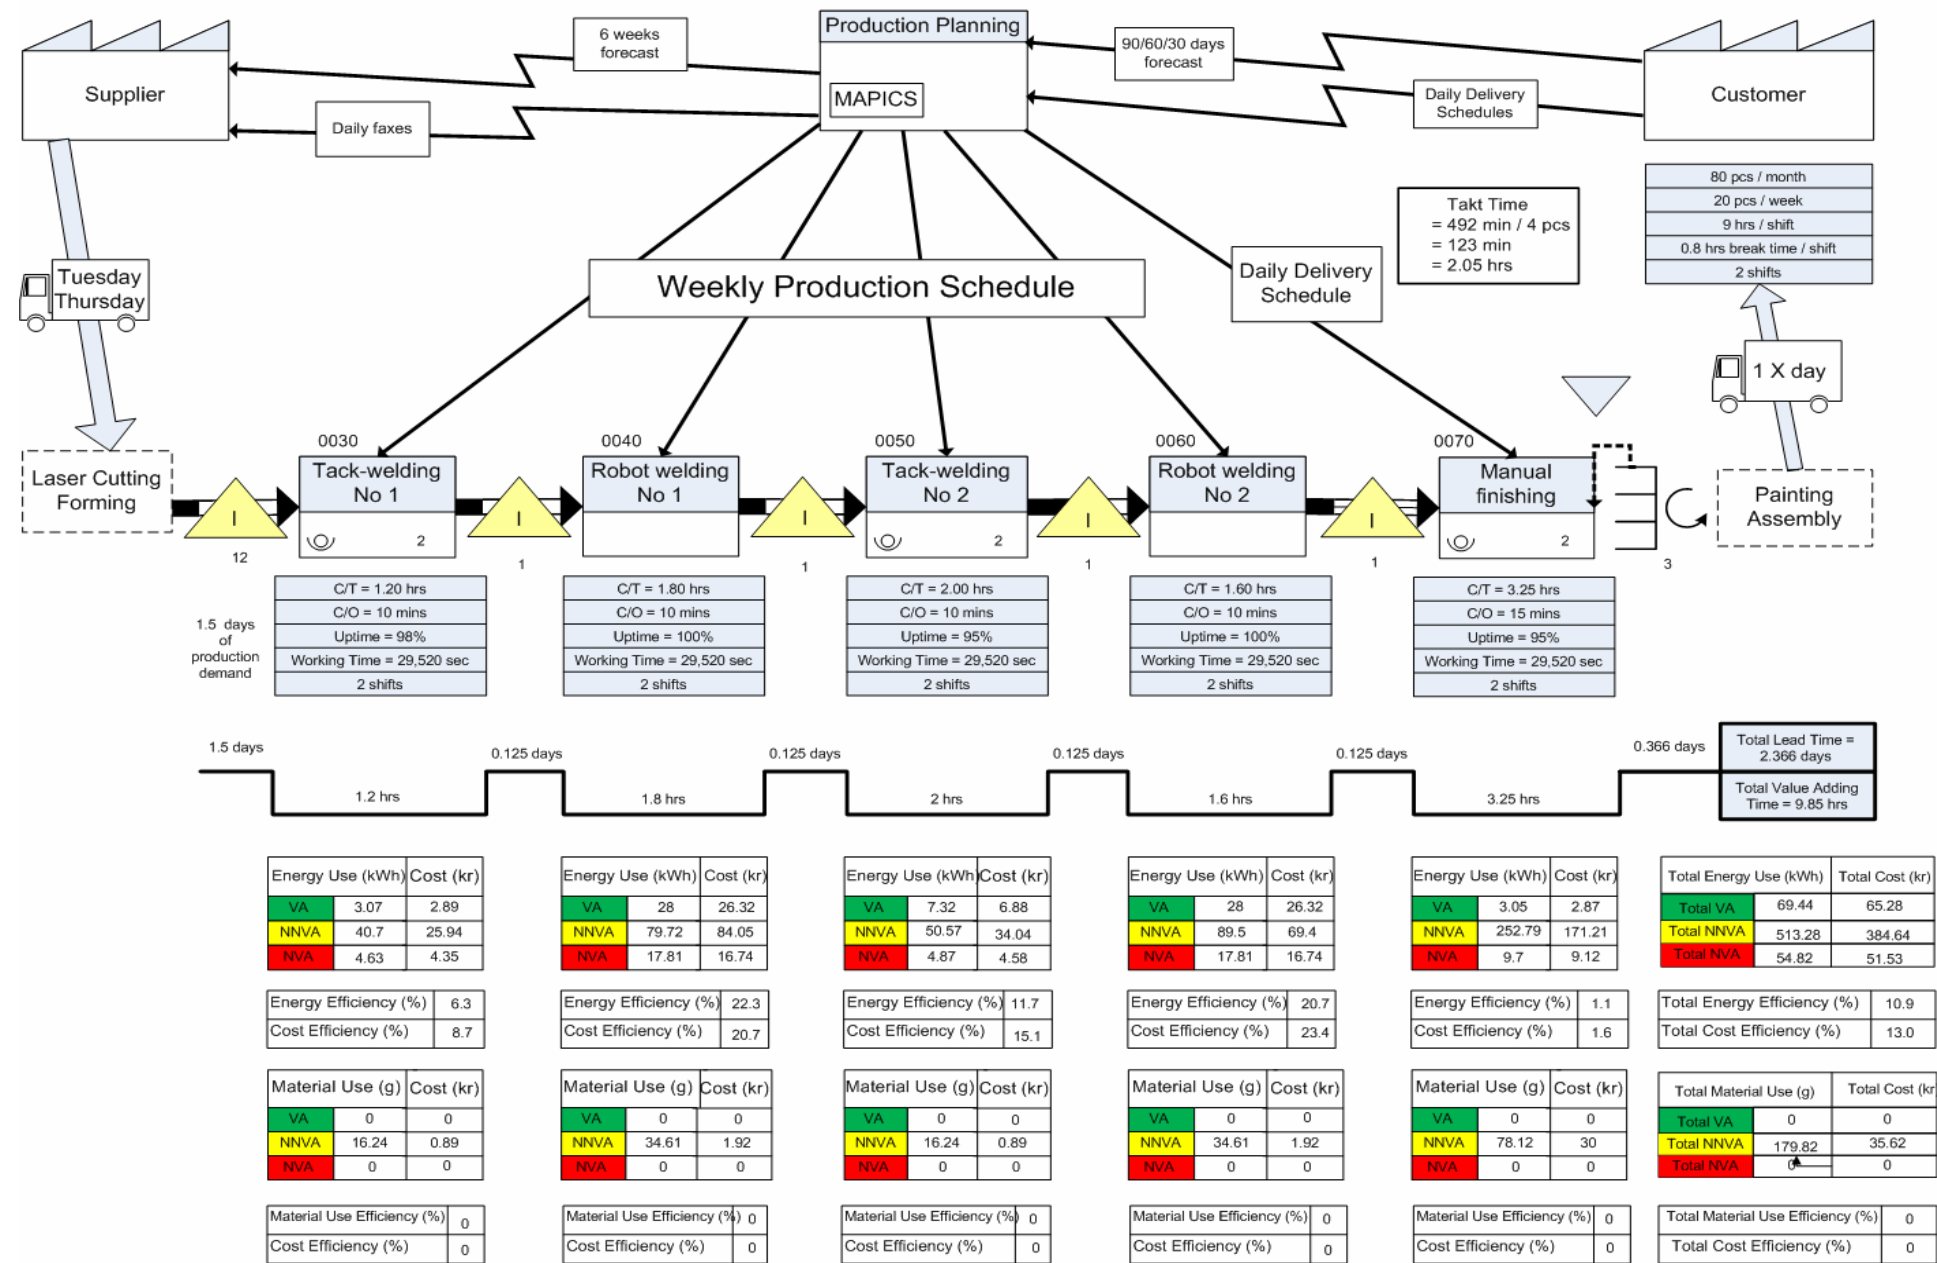 Supplier
6 weeks
forecast
Daily faxes
Production Planning
MAPICS
90/60/30 days
forecast
Daily Delivery
Schedules
Customer
80 pcs / month
20 pcs / week
9 hrs / shift
0.8 hrs break time / shift
2 shifts
Takt Time
= 492 min / 4 pcs
= 123 min
= 2.05 hrs
Tuesday
Thursday
Weekly Production Schedule
Daily Delivery
Schedule
1 X day
Laser Cutting
Forming
I
12
0030
Tack-welding
No 1
2
I
1
0040
Robot welding
No 1
I
1
0050
Tack-welding
No 2
2
I
1
0060
Robot welding
No 2
I
1
0070
Manual
finishing
2
3
Painting
Assembly
1.5 days
of
production
demand
C/T = 1.20 hrs
C/O = 10 mins
Uptime = 98%
Working Time = 29,520 sec
2 shifts
C/T = 1.80 hrs
C/O = 10 mins
Uptime = 100%
Working Time = 29,520 sec
2 shifts
C/T = 2.00 hrs
C/O = 10 mins
Uptime = 95%
Working Time = 29,520 sec
2 shifts
C/T = 1.60 hrs
C/O = 10 mins
Uptime = 100%
Working Time = 29,520 sec
2 shifts
C/T = 3.25 hrs
C/O = 15 mins
Uptime = 95%
Working Time = 29,520 sec
2 shifts
1.5 days
1.2 hrs
0.125 days
1.8 hrs
0.125 days
2 hrs
0.125 days
1.6 hrs
0.125 days
3.25 hrs
0.366 days
Total Lead Time =
2.366 days
Total Value Adding
Time = 9.85 hrs
Energy Use (kWh) Cost (kr)
VA 3.07 2.89
NNVA 40.7 25.94
NVA 4.63 4.35
Energy Efficiency (%) 6.3
Cost Efficiency (%) 8.7
Material Use (g) Cost (kr)
VA 0 0
NNVA 16.24 0.89
NVA 0 0
Material Use Efficiency (%) 0
Cost Efficiency (%) 0
Energy Use (kWh) Cost (kr)
VA 28 26.32
NNVA 79.72 84.05
NVA 17.81 16.74
Energy Efficiency (%) 22.3
Cost Efficiency (%) 20.7
Material Use (g) Cost (kr)
VA 0 0
NNVA 34.61 1.92
NVA 0 0
Material Use Efficiency (%) 0
Cost Efficiency (%) 0
Energy Use (kWh) Cost (kr)
VA 7.32 6.88
NNVA 50.57 34.04
NVA 4.87 4.58
Energy Efficiency (%) 11.7
Cost Efficiency (%) 15.1
Material Use (g) Cost (kr)
VA 0 0
NNVA 16.24 0.89
NVA 0 0
Material Use Efficiency (%) 0
Cost Efficiency (%) 0
Energy Use (kWh) Cost (kr)
VA 28 26.32
NNVA 89.5 69.4
NVA 17.81 16.74
Energy Efficiency (%) 20.7
Cost Efficiency (%) 23.4
Material Use (g) Cost (kr)
VA 0 0
NNVA 34.61 1.92
NVA 0 0
Material Use Efficiency (%) 0
Cost Efficiency (%) 0
Energy Use (kWh) Cost (kr)
VA 3.05 2.87
NNVA 252.79 171.21
NVA 9.7 9.12
Energy Efficiency (%) 1.1
Cost Efficiency (%) 1.6
Material Use (g) Cost (kr)
VA 0 0
NNVA 78.12 30
NVA 0 0
Material Use Efficiency (%) 0
Cost Efficiency (%) 0
Total Energy Use (kWh) Total Cost (kr)
Total VA 69.44 65.28
Total NNVA 513.28 384.64
Total NVA 54.82 51.53
Total Energy Efficiency (%) 10.9
Total Cost Efficiency (%) 13.0
Total Material Use (g) Total Cost (kr
Total VA 0 0
Total NNVA 179.82 35.62
Total NVA 0 0
Total Material Use Efficiency (%) 0
Total Cost Efficiency (%) 0